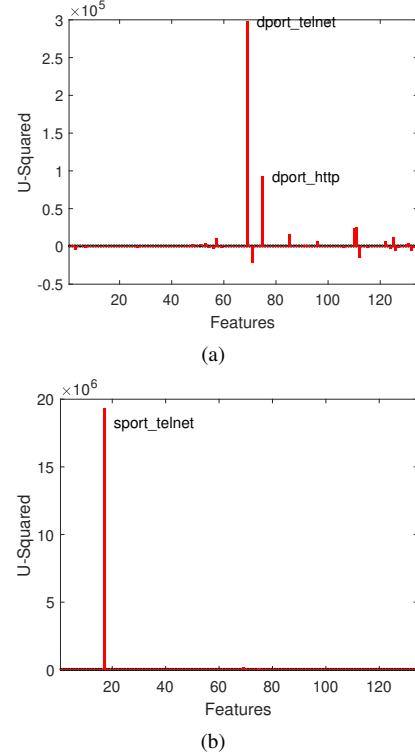 ×10^5
3
dport_telnet
2.5
2
1.5
1
dport_http
0.5
0
-0.5
U-Squared
20 40 60 80 100 120
Features
(a)
×10^6
20
sport_telnet
15
10
5
0
U-Squared
20 40 60 80 100 120
Features
(b)